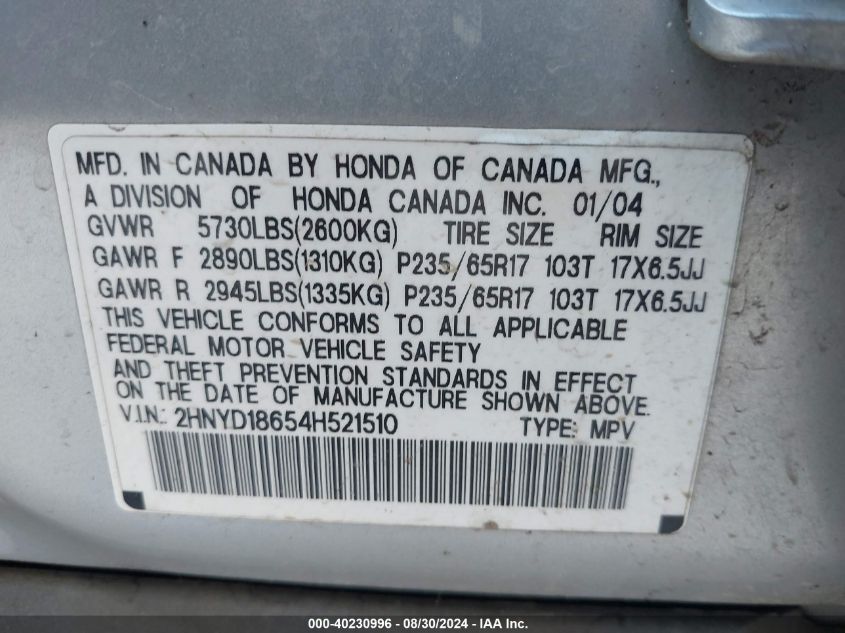 MFD. IN CANADA BY HONDA OF CANADA MFG.,
A DIVISION OF HONDA CANADA INC. 01/04
GVWR 5730LBS(2600KG) TIRE SIZE RIM SIZE
GAWR F 2890LBS(1310KG) P235/65R17 103T 17X6.5JJ
GAWR R 2945LBS(1335KG) P235/65R17 103T 17X6.5JJ
THIS VEHICLE CONFORMS TO ALL APPLICABLE
FEDERAL MOTOR VEHICLE SAFETY
AND THEFT PREVENTION STANDARDS IN EFFECT
ON THE DATE OF MANUFACTURE SHOWN ABOVE.
V.I.N.: 2HNYD18654H521510 TYPE: MPV
000-40230996 - 08/30/2024 - IAA Inc.